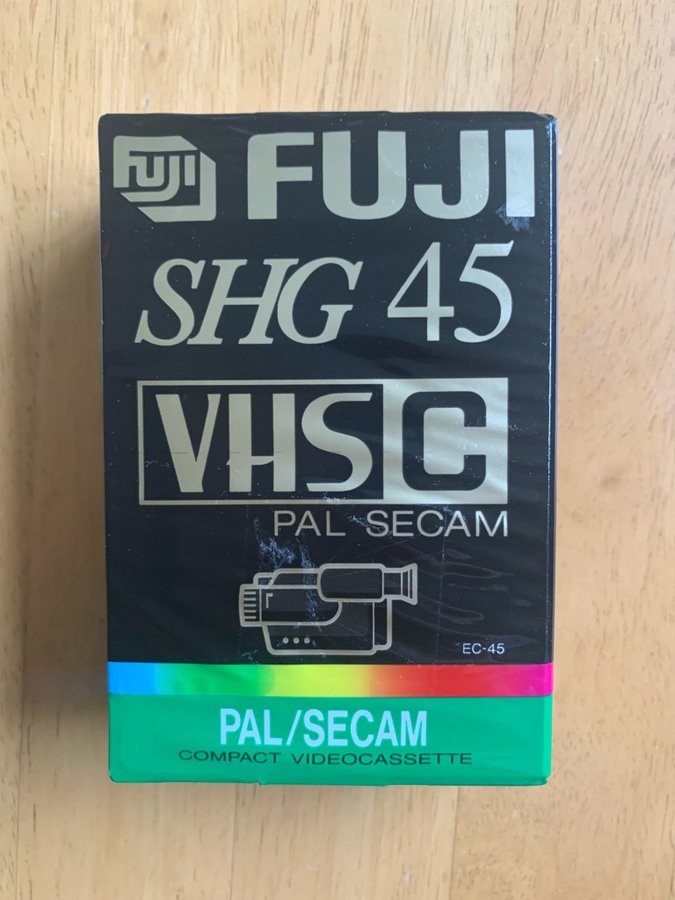 FUJI FUJI
SHG 45
VHS C
PAL SECAM
EC-45
PAL/SECAM
COMPACT VIDEOCASSETTE